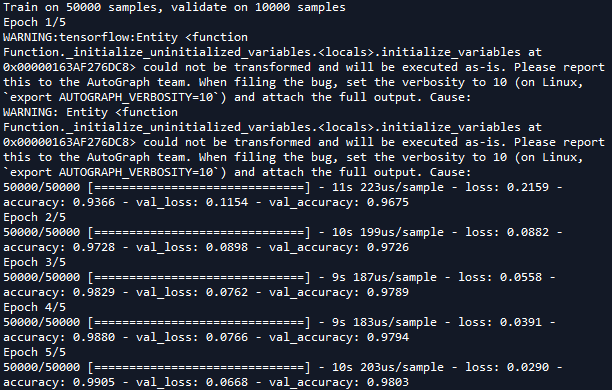 Train on 50000 samples, validate on 10000 samples
Epoch 1/5
WARNING:tensorflow:Entity <function
Function._initialize_uninitialized_variables.<locals>.initialize_variables at
0x00000163AF276DC8> could not be transformed and will be executed as-is. Please report
this to the AutoGraph team. When filing the bug, set the verbosity to 10 (on Linux,
`export AUTOGRAPH_VERBOSITY=10`) and attach the full output. Cause:
WARNING: Entity <function
Function._initialize_uninitialized_variables.<locals>.initialize_variables at
0x00000163AF276DC8> could not be transformed and will be executed as-is. Please report
this to the AutoGraph team. When filing the bug, set the verbosity to 10 (on Linux,
`export AUTOGRAPH_VERBOSITY=10`) and attach the full output. Cause:
50000/50000 [==============================] - 11s 223us/sample - loss: 0.2159 -
accuracy: 0.9366 - val_loss: 0.1154 - val_accuracy: 0.9675
Epoch 2/5
50000/50000 [==============================] - 10s 199us/sample - loss: 0.0882 -
accuracy: 0.9728 - val_loss: 0.0898 - val_accuracy: 0.9726
Epoch 3/5
50000/50000 [==============================] - 9s 187us/sample - loss: 0.0558 -
accuracy: 0.9829 - val_loss: 0.0762 - val_accuracy: 0.9789
Epoch 4/5
50000/50000 [==============================] - 9s 183us/sample - loss: 0.0391 -
accuracy: 0.9880 - val_loss: 0.0766 - val_accuracy: 0.9794
Epoch 5/5
50000/50000 [==============================] - 10s 203us/sample - loss: 0.0290 -
accuracy: 0.9905 - val_loss: 0.0668 - val_accuracy: 0.9803